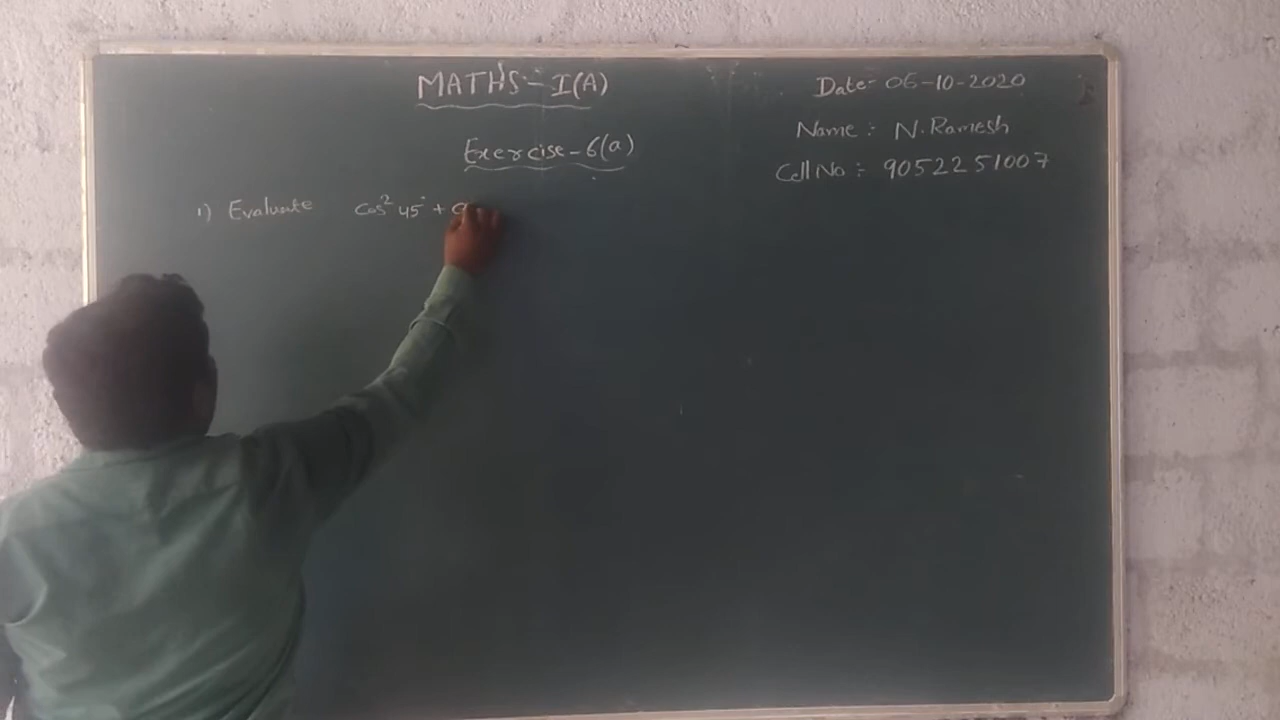 MATHS - I(A)
Date- 06-10-2020
Name : N. Ramesh
Exercise - 6(a)
Cell No : 9052251007
1) Evaluate cos² 45° +